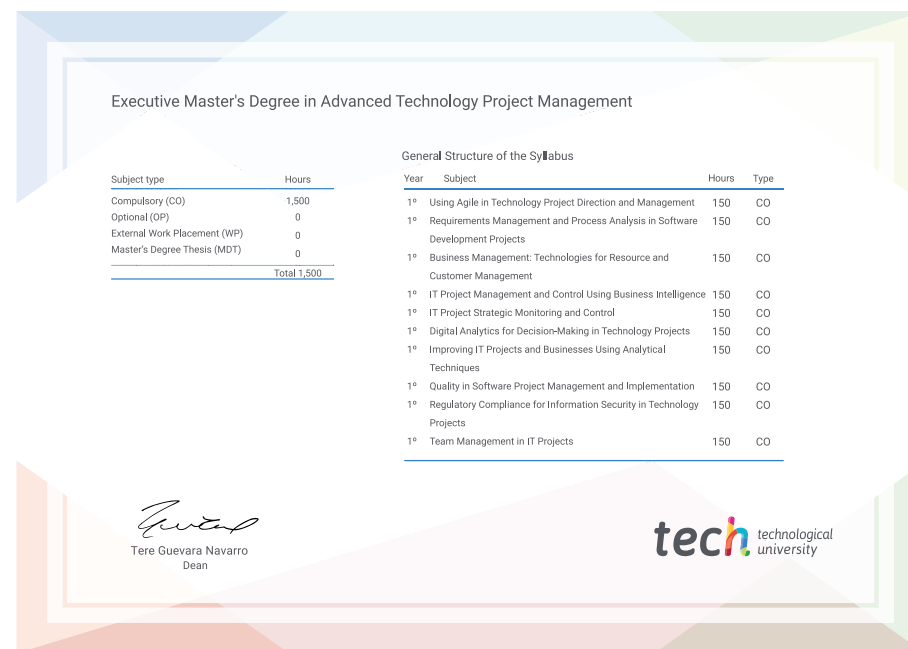 Executive Master's Degree in Advanced Technology Project Management
Subject type Hours
Compulsory (CO) 1,500
Optional (OP) 0
External Work Placement (WP) 0
Master's Degree Thesis (MDT) 0
Total 1,500
General Structure of the Syllabus
Year Subject Hours Type
1º Using Agile in Technology Project Direction and Management 150 CO
1º Requirements Management and Process Analysis in Software 150 CO
Development Projects
1º Business Management: Technologies for Resource and 150 CO
Customer Management
1º IT Project Management and Control Using Business Intelligence 150 CO
1º IT Project Strategic Monitoring and Control 150 CO
1º Digital Analytics for Decision-Making in Technology Projects 150 CO
1º Improving IT Projects and Businesses Using Analytical 150 CO
Techniques
1º Quality in Software Project Management and Implementation 150 CO
1º Regulatory Compliance for Information Security in Technology 150 CO
Projects
1º Team Management in IT Projects 150 CO
Tere Guevara Navarro
Dean
tech technological
university